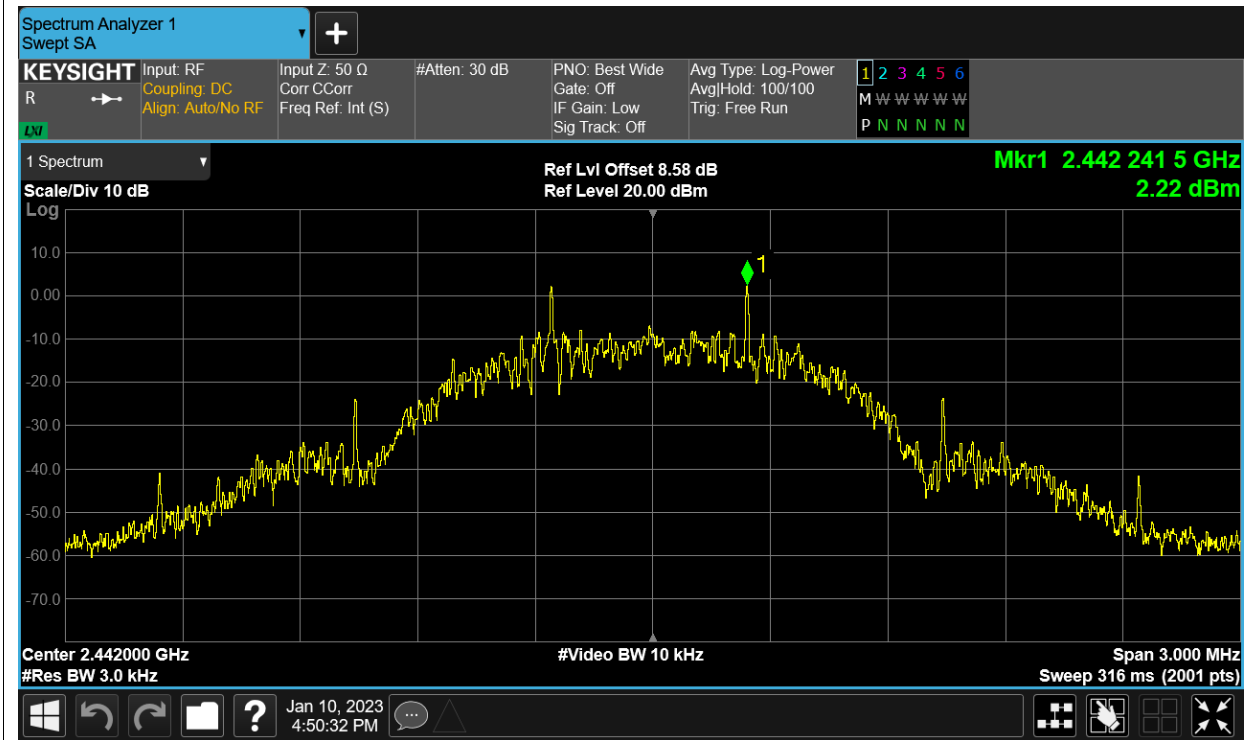 Spectrum Analyzer 1
Swept SA
▼
+
KEYSIGHT
R
LXI
Input: RF
Coupling: DC
Align: Auto/No RF
Input Z: 50 Ω
Corr CCorr
Freq Ref: Int (S)
#Atten: 30 dB
PNO: Best Wide
Gate: Off
IF Gain: Low
Sig Track: Off
Avg Type: Log-Power
Avg|Hold: 100/100
Trig: Free Run
1 2 3 4 5 6
M W W W W W
P N N N N N
1 Spectrum ▼
Scale/Div 10 dB
Log
Ref Lvl Offset 8.58 dB
Ref Level 20.00 dBm
Mkr1 2.442 241 5 GHz
2.22 dBm
1
10.0
0.00
-10.0
-20.0
-30.0
-40.0
-50.0
-60.0
-70.0
Center 2.442000 GHz
#Res BW 3.0 kHz
#Video BW 10 kHz
Span 3.000 MHz
Sweep 316 ms (2001 pts)
?
Jan 10, 2023
4:50:32 PM